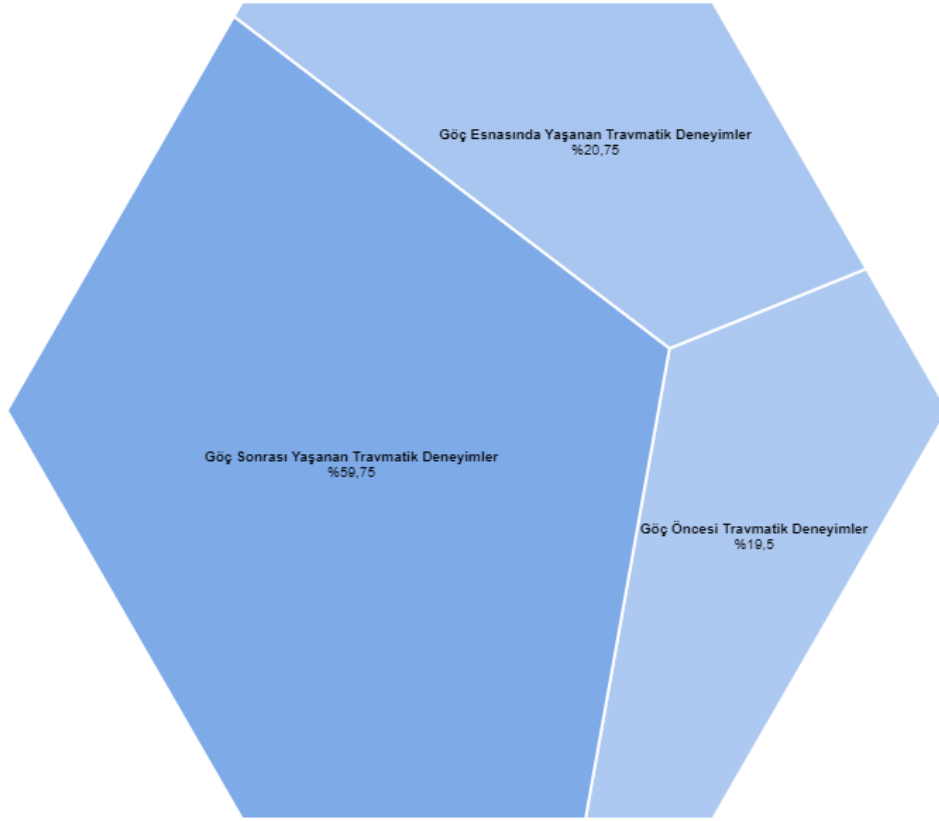 Göç Esnasında Yaşanan Travmatik Deneyimler
%20,75
Göç Sonrası Yaşanan Travmatik Deneyimler
%59,75
Göç Öncesi Travmatik Deneyimler
%19,5